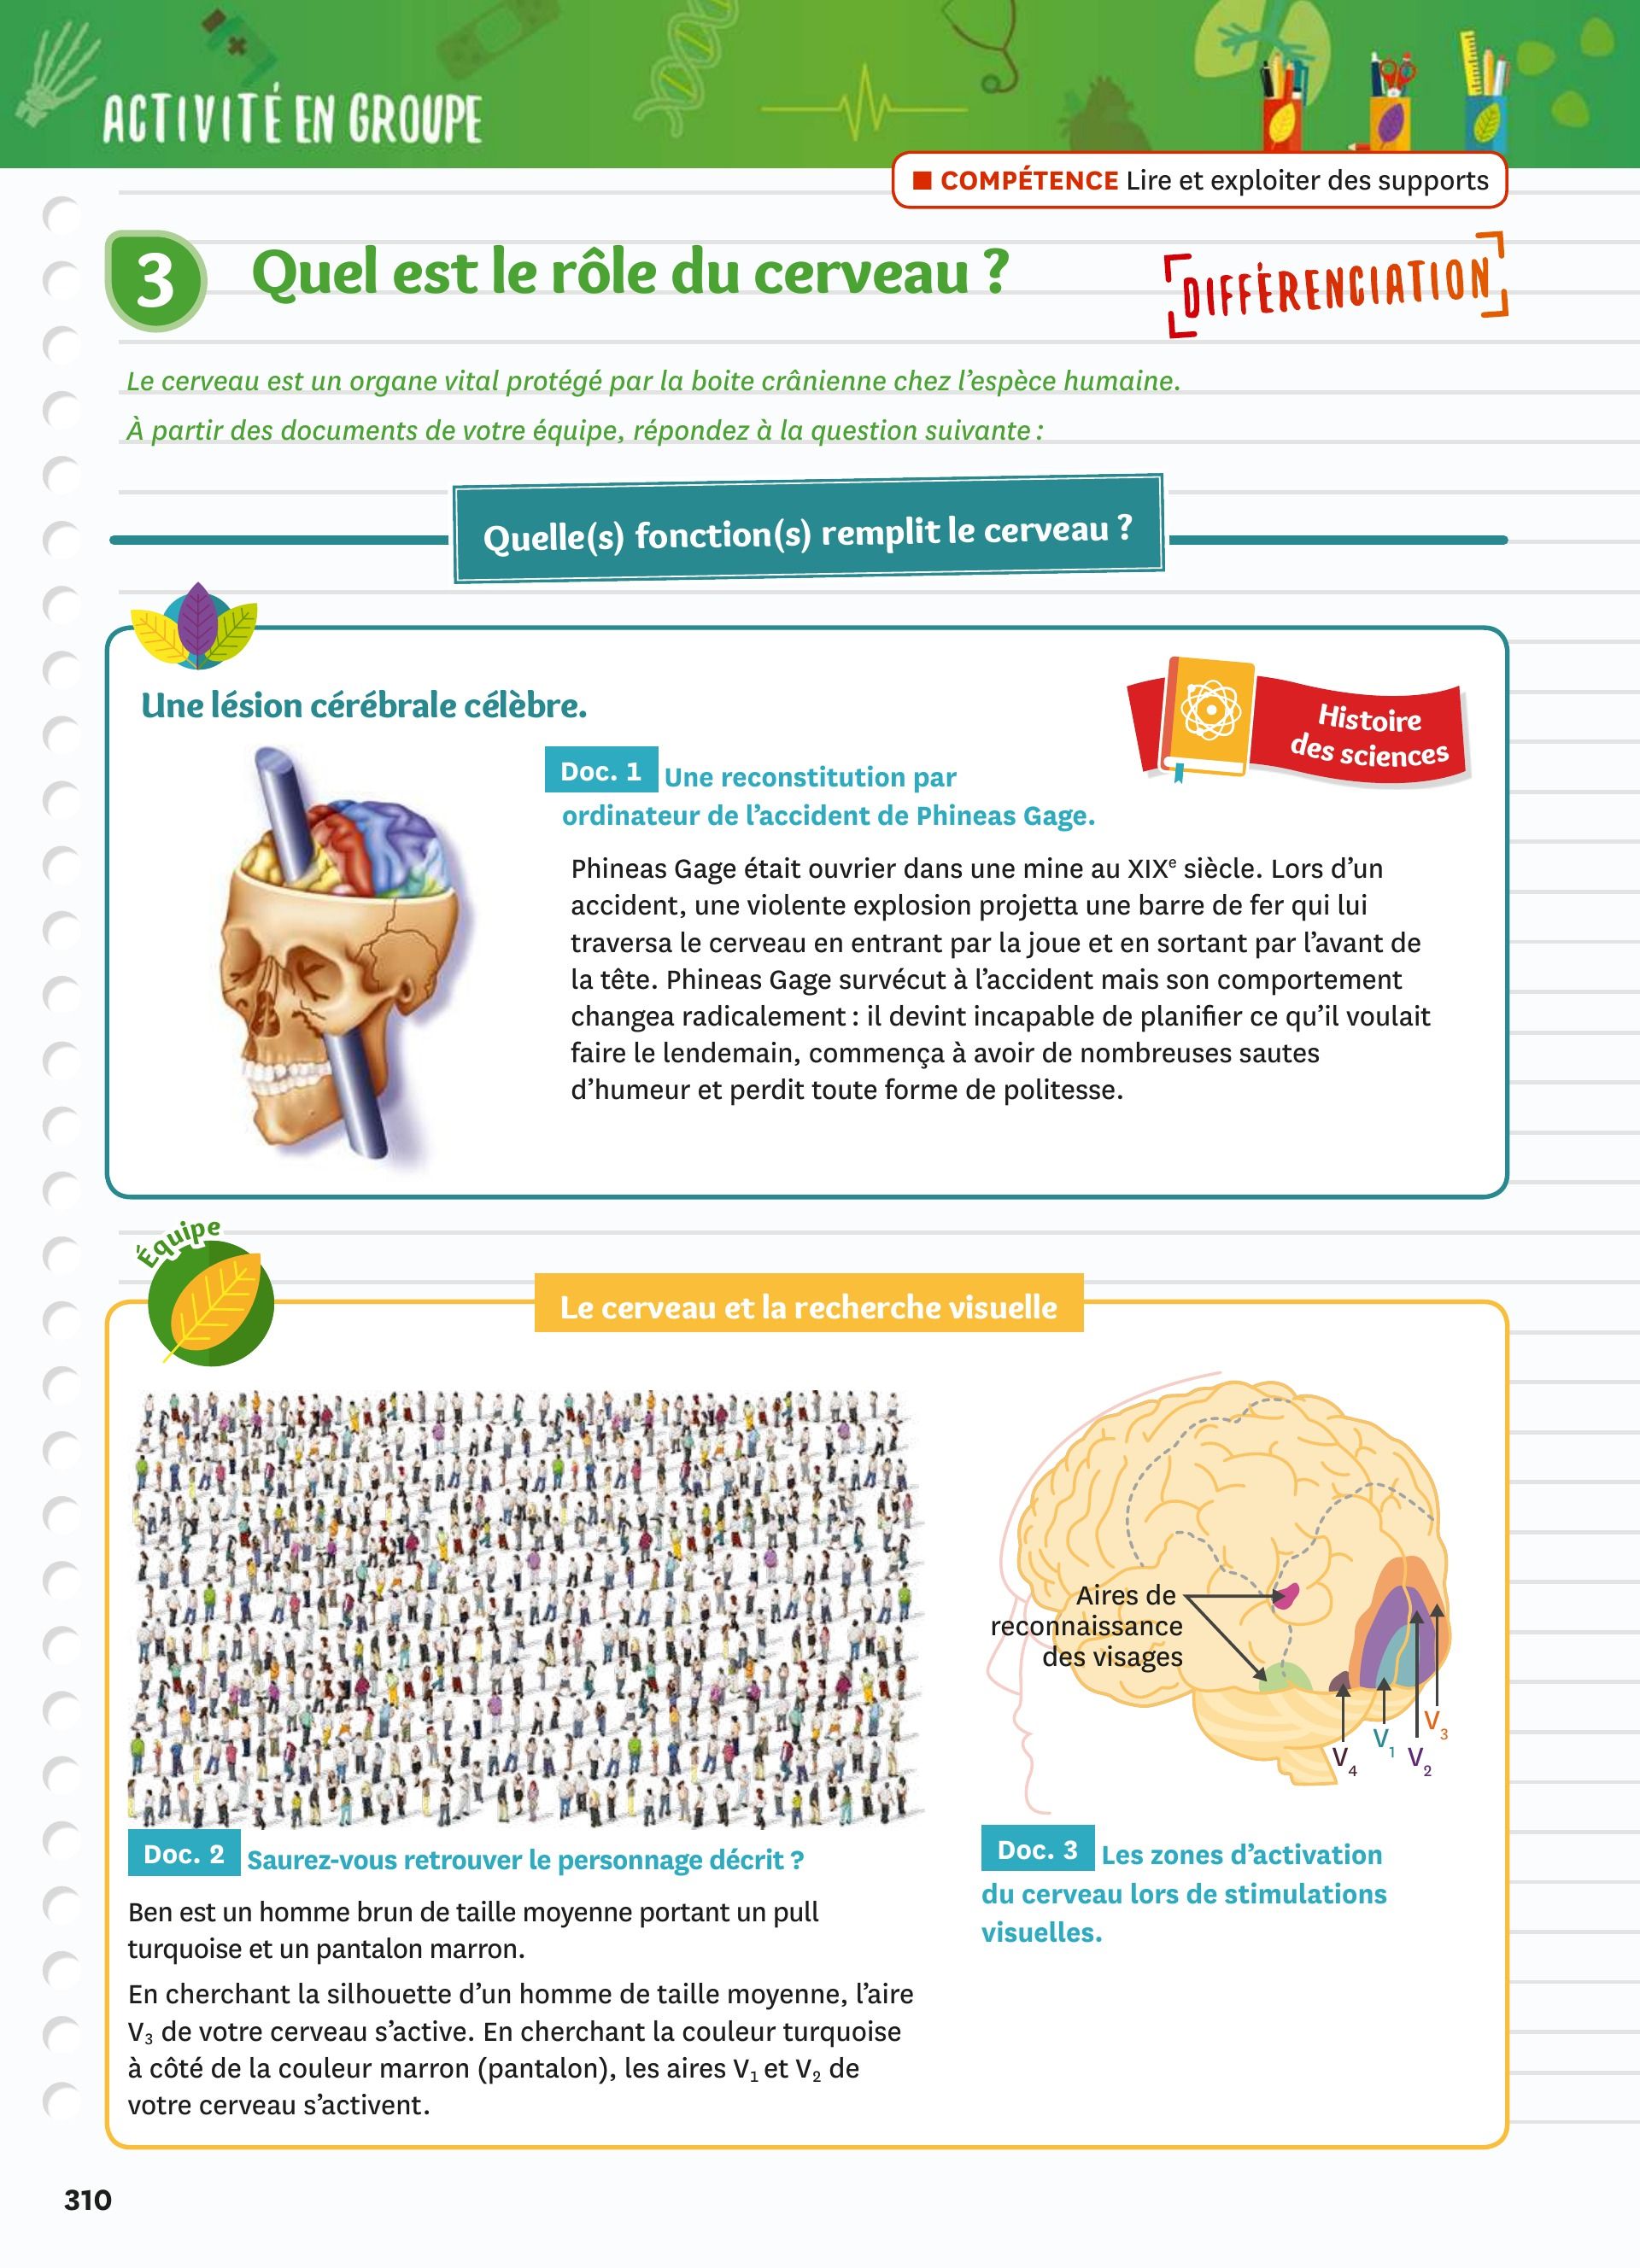 ACTIVITÉ EN GROUPE
■ COMPÉTENCE Lire et exploiter des supports
3 Quel est le rôle du cerveau ?
DIFFÉRENCIATION
Le cerveau est un organe vital protégé par la boite crânienne chez l'espèce humaine.
À partir des documents de votre équipe, répondez à la question suivante :
Quelle(s) fonction(s) remplit le cerveau ?
Une lésion cérébrale célèbre.
Histoire
des sciences
Doc. 1 Une reconstitution par
ordinateur de l'accident de Phineas Gage.
Phineas Gage était ouvrier dans une mine au XIXe siècle. Lors d'un
accident, une violente explosion projetta une barre de fer qui lui
traversa le cerveau en entrant par la joue et en sortant par l'avant de
la tête. Phineas Gage survécut à l'accident mais son comportement
changea radicalement : il devint incapable de planifier ce qu'il voulait
faire le lendemain, commença à avoir de nombreuses sautes
d'humeur et perdit toute forme de politesse.
Équipe
Le cerveau et la recherche visuelle
Doc. 2 Saurez-vous retrouver le personnage décrit ?
Ben est un homme brun de taille moyenne portant un pull
turquoise et un pantalon marron.
En cherchant la silhouette d'un homme de taille moyenne, l'aire
V3 de votre cerveau s'active. En cherchant la couleur turquoise
à côté de la couleur marron (pantalon), les aires V1 et V2 de
votre cerveau s'activent.
Aires de
reconnaissance
des visages
V4
V1
V2
V3
Doc. 3 Les zones d'activation
du cerveau lors de stimulations
visuelles.
310